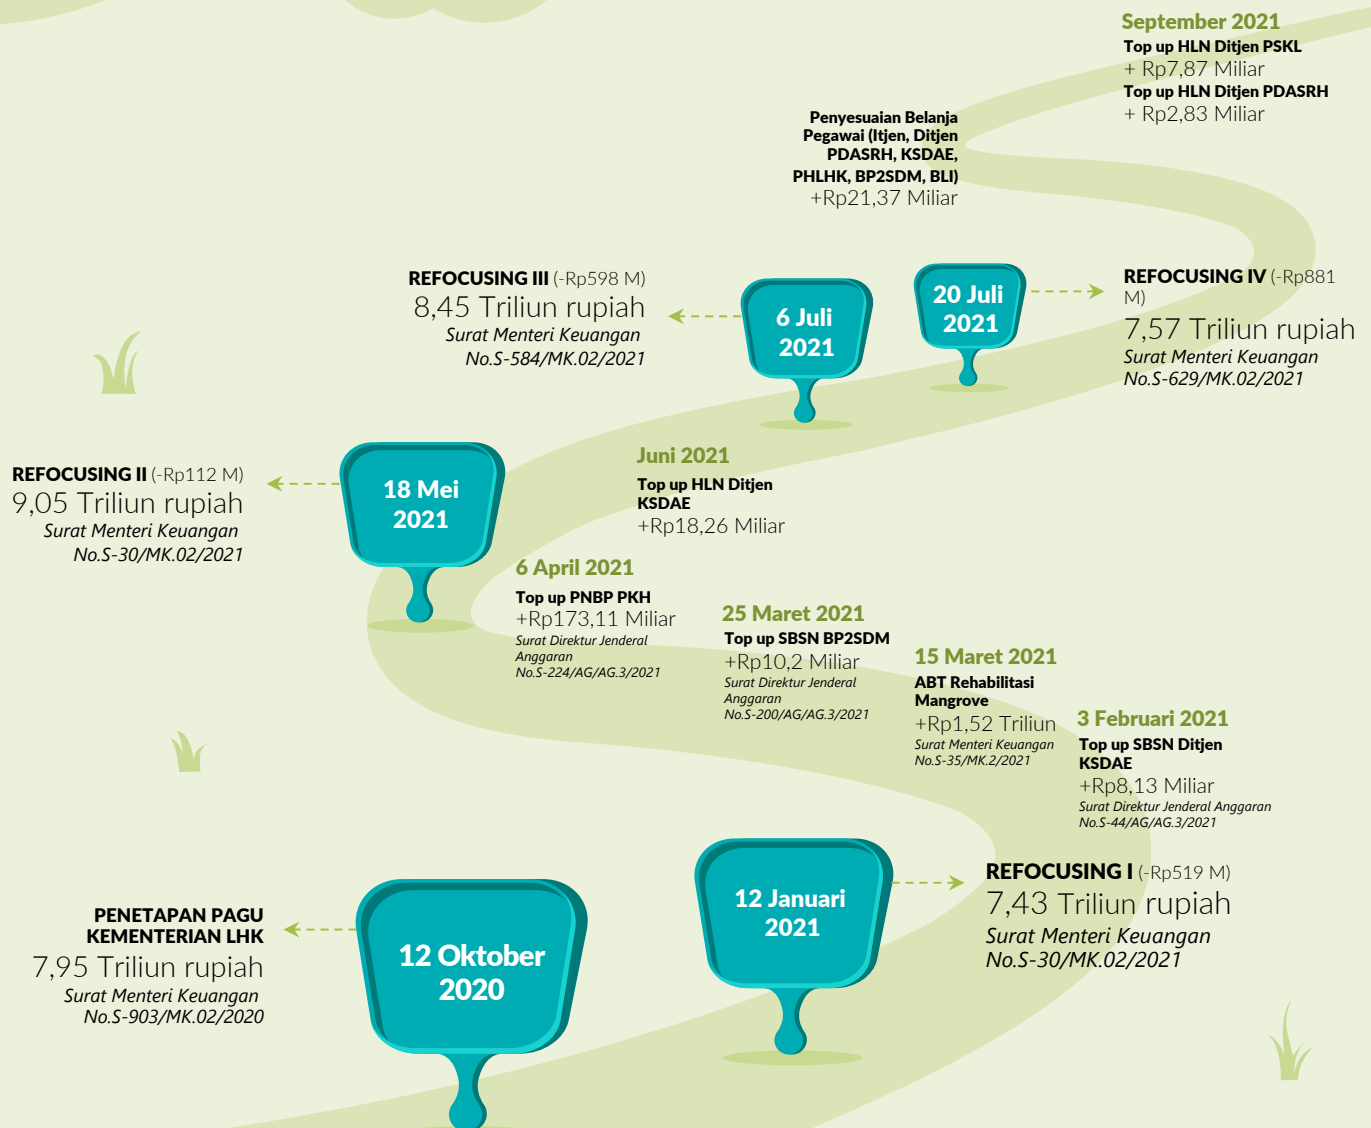 September 2021
Top up HLN Ditjen PSKL
+ Rp7,87 Miliar
Top up HLN Ditjen PDASRH
+ Rp2,83 Miliar
Penyesuaian Belanja
Pegawai (Itjen, Ditjen
PDASRH, KSDAE,
PHLHK, BP2SDM, BLI)
+Rp21,37 Miliar
REFOCUSING III (-Rp598 M)
8,45 Triliun rupiah
Surat Menteri Keuangan
No.S-584/MK.02/2021
6 Juli
2021
20 Juli
2021
REFOCUSING IV (-Rp881
M)
7,57 Triliun rupiah
Surat Menteri Keuangan
No.S-629/MK.02/2021
REFOCUSING II (-Rp112 M)
9,05 Triliun rupiah
Surat Menteri Keuangan
No.S-30/MK.02/2021
18 Mei
2021
Juni 2021
Top up HLN Ditjen
KSDAE
+Rp18,26 Miliar
6 April 2021
Top up PNBP PKH
+Rp173,11 Miliar
Surat Direktur Jenderal
Anggaran
No.S-224/AG/AG.3/2021
25 Maret 2021
Top up SBSN BP2SDM
+Rp10,2 Miliar
Surat Direktur Jenderal
Anggaran
No.S-200/AG/AG.3/2021
15 Maret 2021
ABT Rehabilitasi
Mangrove
+Rp1,52 Triliun
Surat Menteri Keuangan
No.S-35/MK.2/2021
3 Februari 2021
Top up SBSN Ditjen
KSDAE
+Rp8,13 Miliar
Surat Direktur Jenderal Anggaran
No.S-44/AG/AG.3/2021
PENETAPAN PAGU
KEMENTERIAN LHK
7,95 Triliun rupiah
Surat Menteri Keuangan
No.S-903/MK.02/2020
12 Oktober
2020
12 Januari
2021
REFOCUSING I (-Rp519 M)
7,43 Triliun rupiah
Surat Menteri Keuangan
No.S-30/MK.02/2021